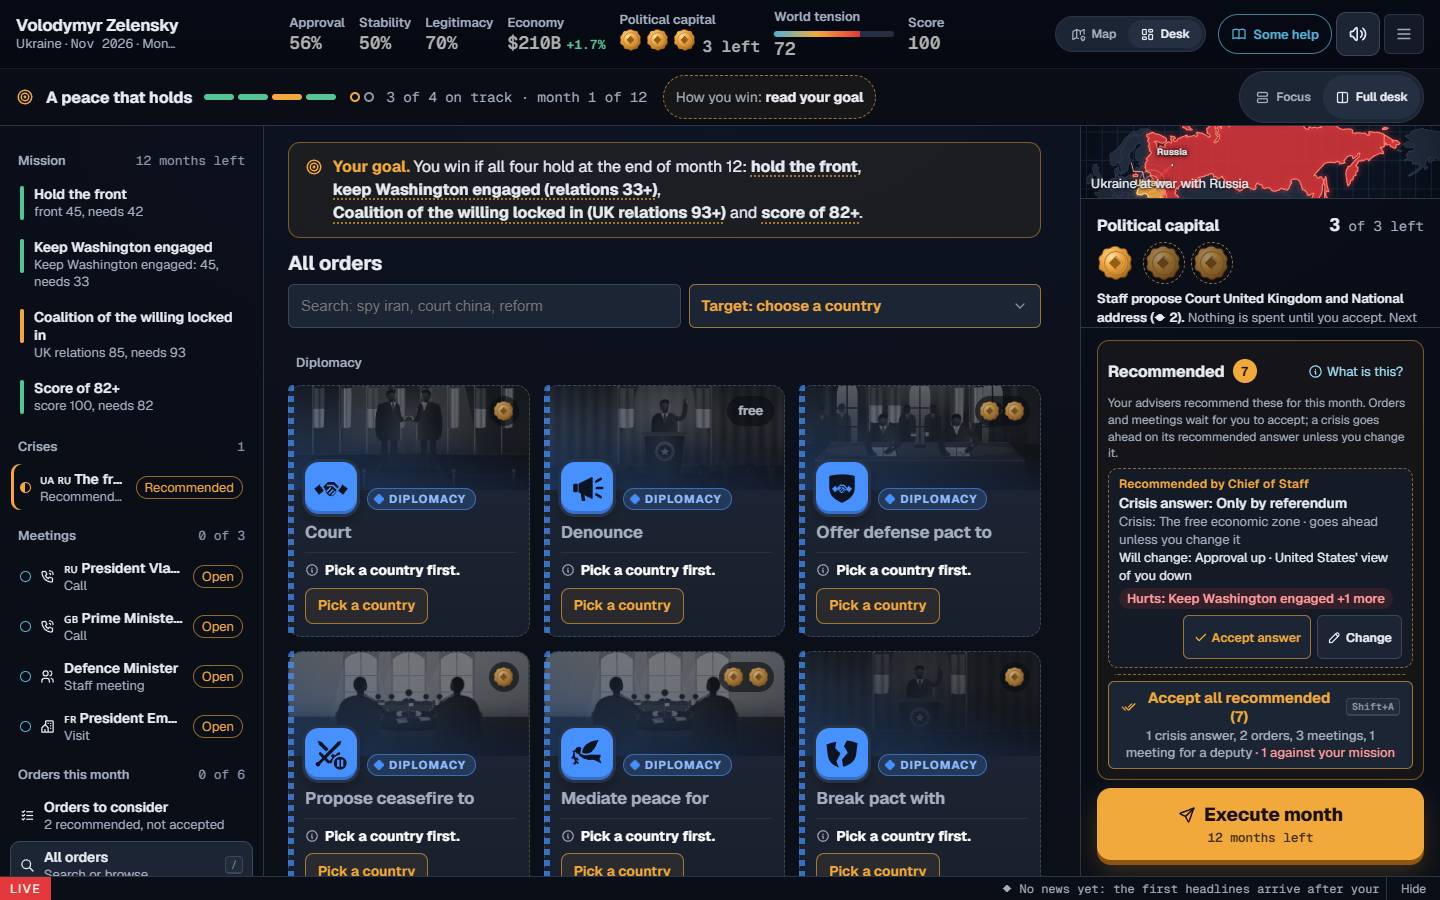 Volodymyr Zelensky
Ukraine · Nov 2026 · Mon...
Approval
56%
Stability
50%
Legitimacy
70%
Economy
$210B +1.7%
Political capital
3 left
World tension
72
Score
100
Map
Desk
Some help
A peace that holds
3 of 4 on track · month 1 of 12
How you win: read your goal
Focus
Full desk
Mission
12 months left
Hold the front
front 45, needs 42
Keep Washington engaged
Keep Washington engaged: 45,
needs 33
Coalition of the willing locked
in
UK relations 85, needs 93
Score of 82+
score 100, needs 82
Crises
1
UA RU The fr...
Recommend...
Recommended
Meetings
0 of 3
RU President Vla...
Call
Open
GB Prime Ministe...
Call
Open
Defence Minister
Staff meeting
Open
FR President Em...
Visit
Open
Orders this month
0 of 6
Orders to consider
2 recommended, not accepted
All orders
Search or browse
/
Your goal. You win if all four hold at the end of month 12: hold the front,
keep Washington engaged (relations 33+),
Coalition of the willing locked in (UK relations 93+) and score of 82+.
All orders
Search: spy iran, court china, reform
Target: choose a country
Diplomacy
DIPLOMACY
Court
Pick a country first.
Pick a country
free
DIPLOMACY
Denounce
Pick a country first.
Pick a country
DIPLOMACY
Offer defense pact to
Pick a country first.
Pick a country
DIPLOMACY
Propose ceasefire to
Pick a country first.
Pick a country
DIPLOMACY
Mediate peace for
Pick a country first.
Pick a country
DIPLOMACY
Break pact with
Pick a country first.
Pick a country
Russia
Ukraine at war with Russia
Political capital
3 of 3 left
Staff propose Court United Kingdom and National
address (◆ 2). Nothing is spent until you accept. Next
Recommended 7
What is this?
Your advisers recommend these for this month. Orders
and meetings wait for you to accept; a crisis goes
ahead on its recommended answer unless you change
it.
Recommended by Chief of Staff
Crisis answer: Only by referendum
Crisis: The free economic zone · goes ahead
unless you change it
Will change: Approval up · United States' view
of you down
Hurts: Keep Washington engaged +1 more
Accept answer
Change
Accept all recommended
(7)
Shift+A
1 crisis answer, 2 orders, 3 meetings, 1
meeting for a deputy · 1 against your mission
Execute month
12 months left
LIVE
◆ No news yet: the first headlines arrive after your
Hide